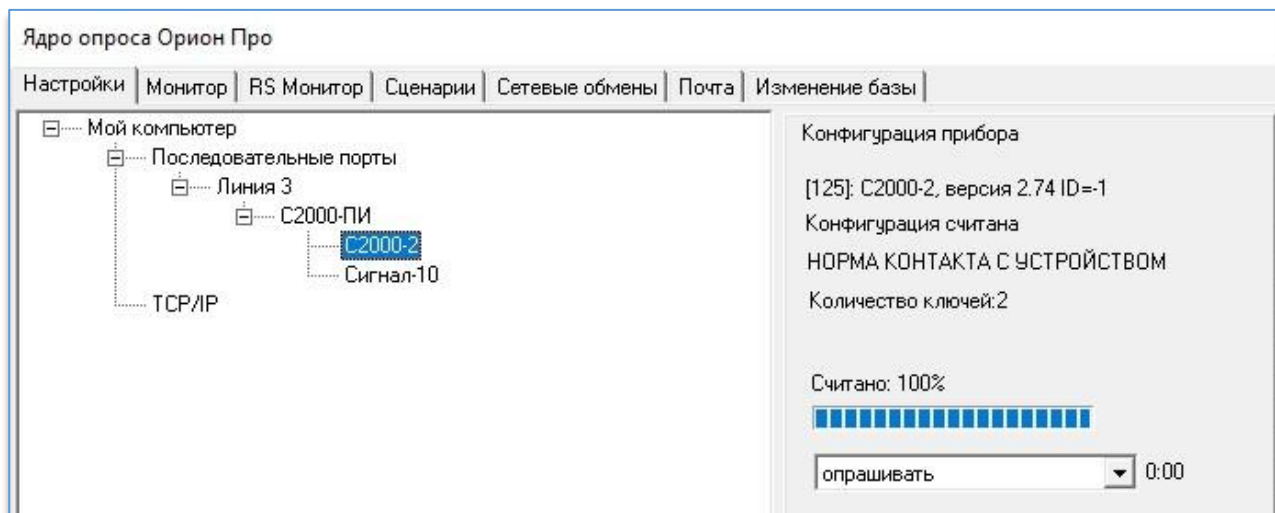 Ядро опроса Орион Про
Настройки Монитор RS Монитор Сценарии Сетевые обмены Почта Изменение базы
Мой компьютер
Последовательные порты
Линия 3
С2000-ПИ
С2000-2
Сигнал-10
TCP/IP
Конфигурация прибора
[125]: С2000-2, версия 2.74 ID=-1
Конфигурация считана
НОРМА КОНТАКТА С УСТРОЙСТВОМ
Количество ключей:2
Считано: 100%
опрашивать 0:00